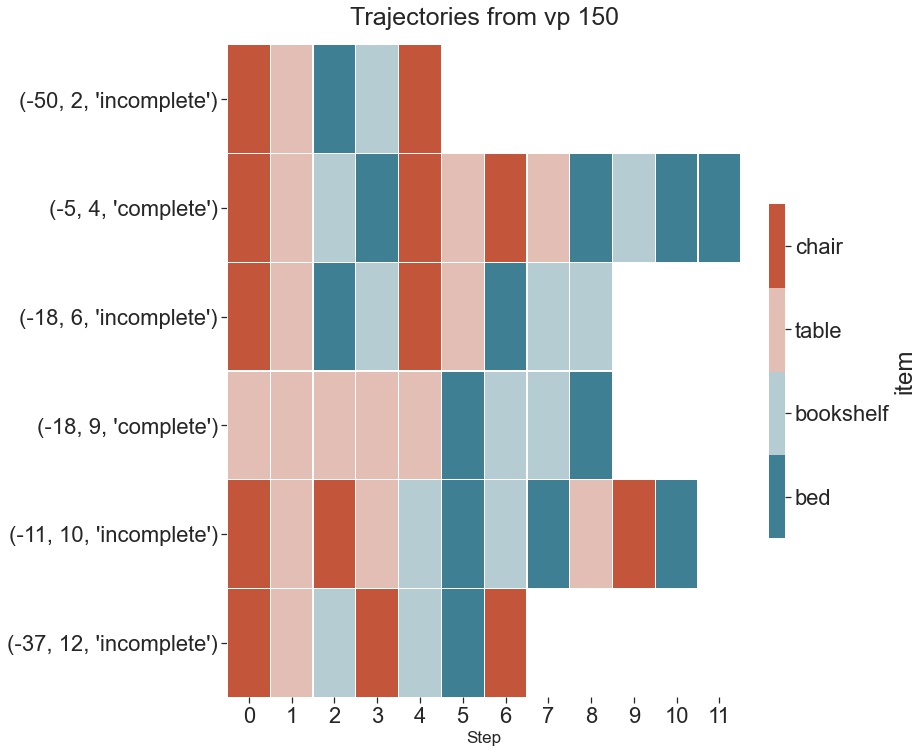 Trajectories from vp 150
(-50, 2, 'incomplete')
(-5, 4, 'complete')
(-18, 6, 'incomplete')
(-18, 9, 'complete')
(-11, 10, 'incomplete')
(-37, 12, 'incomplete')
0 1 2 3 4 5 6 7 8 9 10 11
Step
chair
table
bookshelf
bed
item